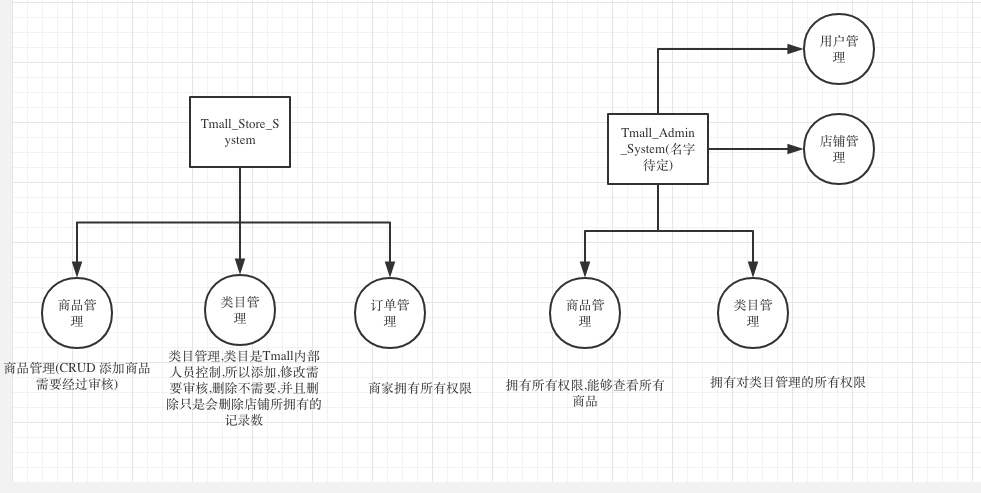 Tmall_Store_S
ystem
商品管
理
类目管
理
订单管
理
商品管理(CRUD 添加商品
需要经过审核)
类目管理,类目是Tmall内部
人员控制,所以添加,修改需
要审核,删除不需要,并且删
除只是会删除店铺所拥有的
记录数
商家拥有所有权限
Tmall_Admin
_System(名字
待定)
用户管
理
店铺管
理
商品管
理
类目管
理
拥有所有权限,能够查看所有
商品
拥有对类目管理的所有权限